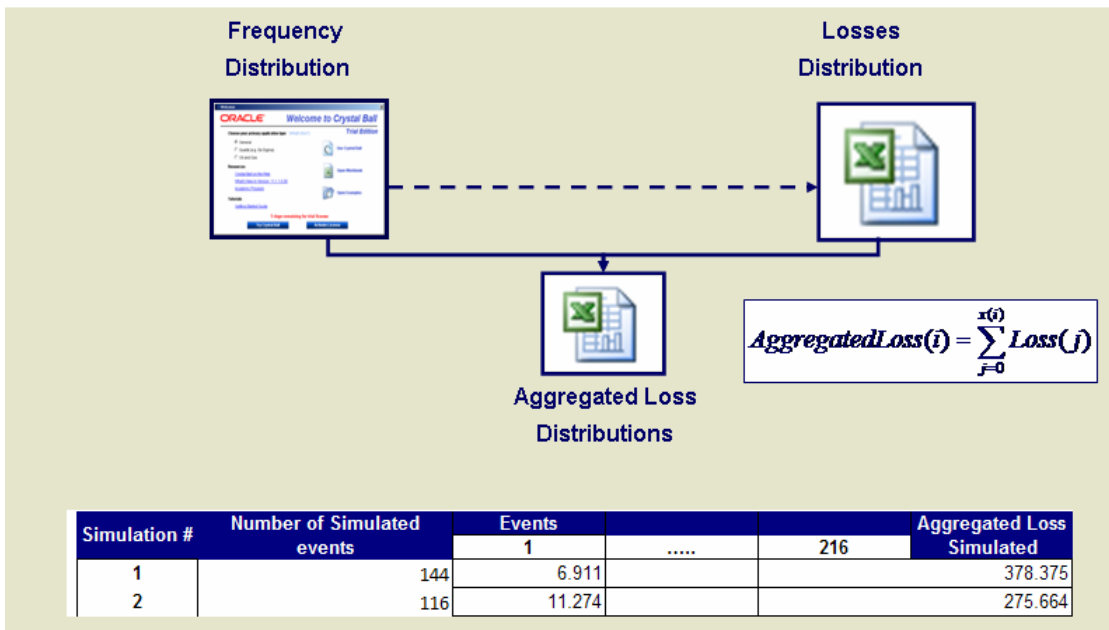 Frequency
Distribution
Losses
Distribution
ORACLE
Welcome to Crystal Ball
Trial Edition
Aggregated Loss
Distributions
AggregatedLoss(i) = ∑ Loss(j)
x(i)
j=0
Simulation # Number of Simulated events Events Aggregated Loss Simulated
1 ..... 216
1 144 6.911 378.375
2 116 11.274 275.664